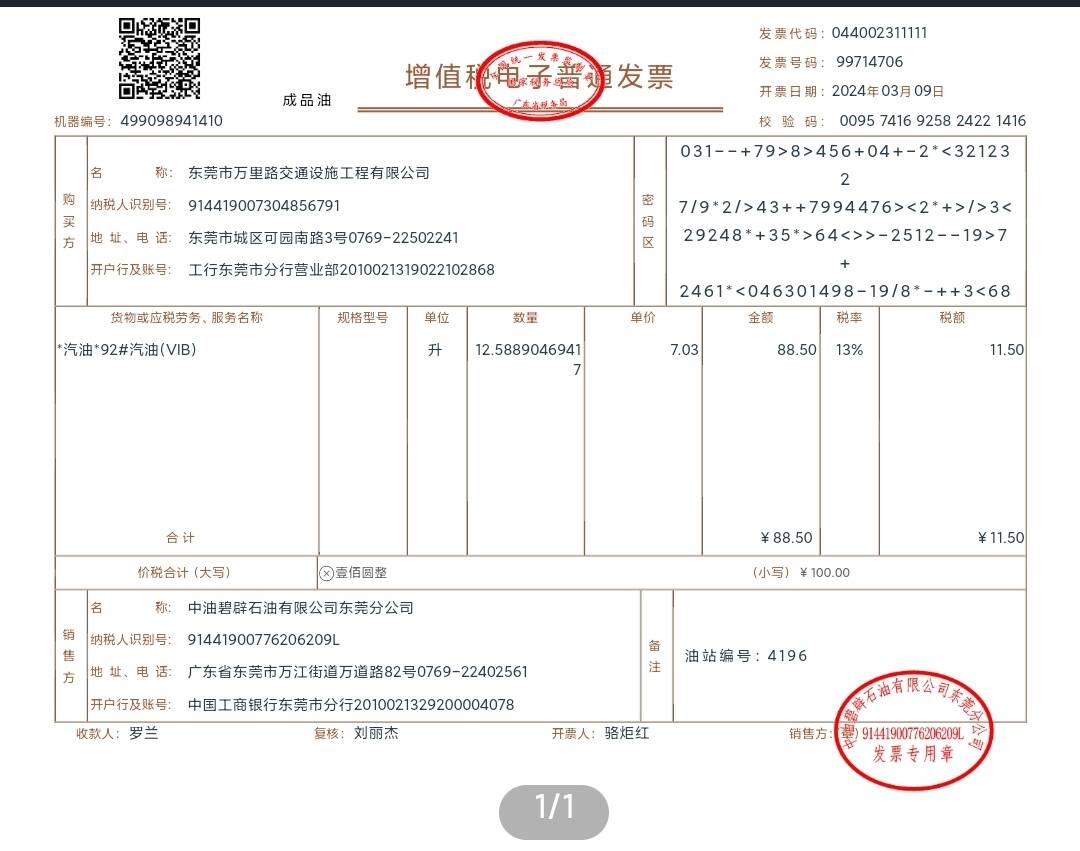 发票代码：044002311111
增值税电子普通发票
发票号码：99714706
成品油
开票日期：2024年03月09日
机器编号：499098941410
校 验 码：0095 7416 9258 2422 1416
购买方
名 称：东莞市万里路交通设施工程有限公司
纳税人识别号：914419007304856791
地 址、电 话：东莞市城区可园南路3号0769-22502241
开户行及账号：工行东莞市分行营业部2010021319022102868
密码区
031--+79>8>456+04+-2*<32123
2
7/9*2/>43++7994476><2*+>/>3<
29248*+35*>64<>>-2512--19>7
+
2461*<046301498-19/8*-++3<68
货物或应税劳务、服务名称 规格型号 单位 数量 单价 金额 税率 税额
*汽油*92#汽油(VIB) 升 12.5889046941 7.03 88.50 13% 11.50
7
合计 ￥88.50 ￥11.50
价税合计（大写） ⓧ壹佰圆整 （小写）￥100.00
销售方
名 称：中油碧辟石油有限公司东莞分公司
纳税人识别号：91441900776206209L
地 址、电 话：广东省东莞市万江街道万道路82号0769-22402561
开户行及账号：中国工商银行东莞市分行2010021329200004078
备注
油站编号：4196
收款人：罗兰 复核：刘丽杰 开票人：骆炬红 销售方：
中油碧辟石油有限公司东莞分公司
91441900776206209L
发票专用章
1/1